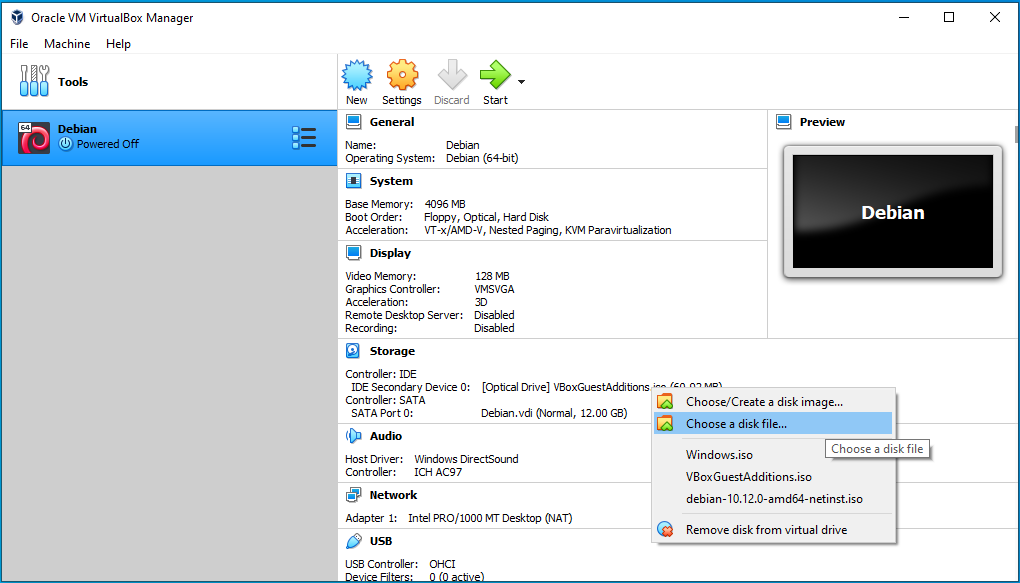 Oracle VM VirtualBox Manager
File Machine Help
Tools
New Settings Discard Start
64
Debian
Powered Off
General
Name: Debian
Operating System: Debian (64-bit)
System
Base Memory: 4096 MB
Boot Order: Floppy, Optical, Hard Disk
Acceleration: VT-x/AMD-V, Nested Paging, KVM Paravirtualization
Display
Video Memory: 128 MB
Graphics Controller: VMSVGA
Acceleration: 3D
Remote Desktop Server: Disabled
Recording: Disabled
Storage
Controller: IDE
IDE Secondary Device 0: [Optical Drive] VBoxGuestAdditions.iso (60.02 MB)
Controller: SATA
SATA Port 0: Debian.vdi (Normal, 12.00 GB)
Audio
Host Driver: Windows DirectSound
Controller: ICH AC97
Network
Adapter 1: Intel PRO/1000 MT Desktop (NAT)
USB
USB Controller: OHCI
Device Filters: 0 (0 active)
Preview
Debian
Choose/Create a disk image...
Choose a disk file...
Choose a disk file
Windows.iso
VBoxGuestAdditions.iso
debian-10.12.0-amd64-netinst.iso
Remove disk from virtual drive